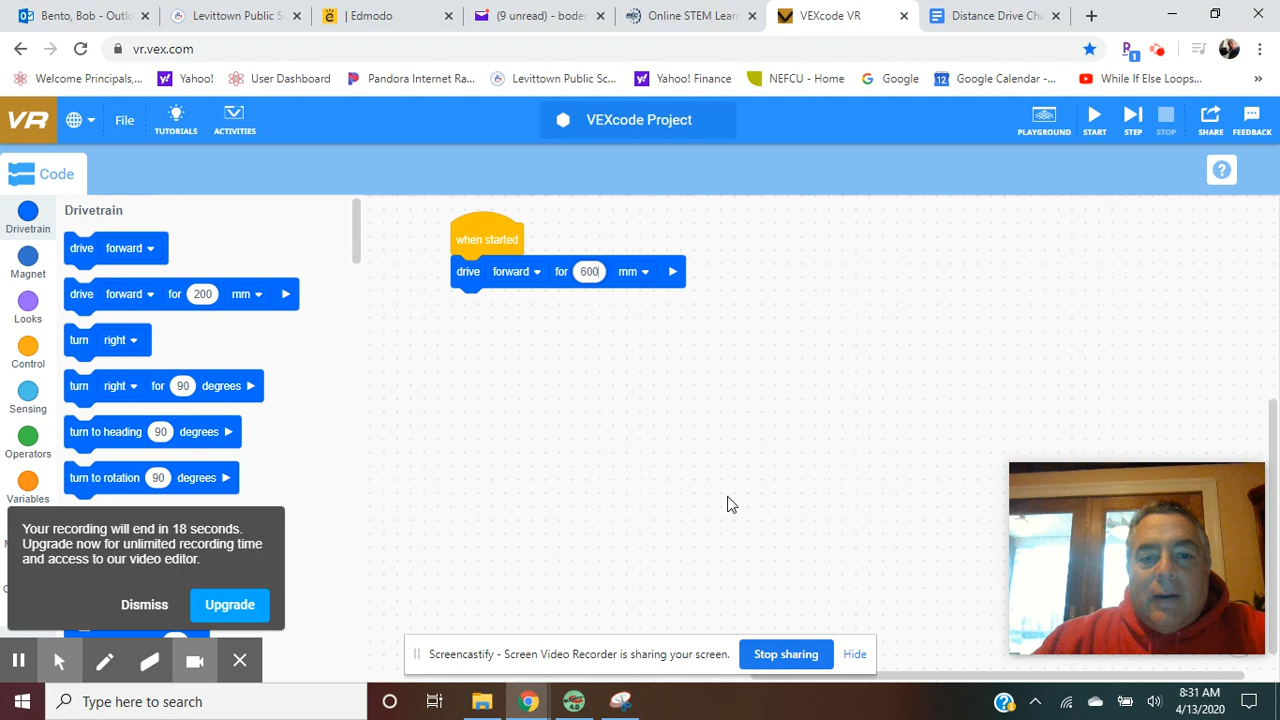 Bento, Bob - Outlo
Levittown Public S
| Edmodo
(9 unread) - boder
Online STEM Learn
VEXcode VR
Distance Drive Cha
vr.vex.com
Welcome Principals,...
Yahoo!
User Dashboard
Pandora Internet Ra...
Levittown Public Sc...
Yahoo! Finance
NEFCU - Home
Google
Google Calendar -...
While If Else Loops...
VR
File
TUTORIALS
ACTIVITIES
VEXcode Project
PLAYGROUND
START
STEP
STOP
SHARE
FEEDBACK
Code
Drivetrain
Magnet
Looks
Control
Sensing
Operators
Variables
Drivetrain
drive forward
drive forward for 200 mm
turn right
turn right for 90 degrees
turn to heading 90 degrees
turn to rotation 90 degrees
when started
drive forward for 600 mm
Your recording will end in 18 seconds.
Upgrade now for unlimited recording time
and access to our video editor.
Dismiss
Upgrade
Screencastify - Screen Video Recorder is sharing your screen.
Stop sharing
Hide
Type here to search
8:31 AM
4/13/2020